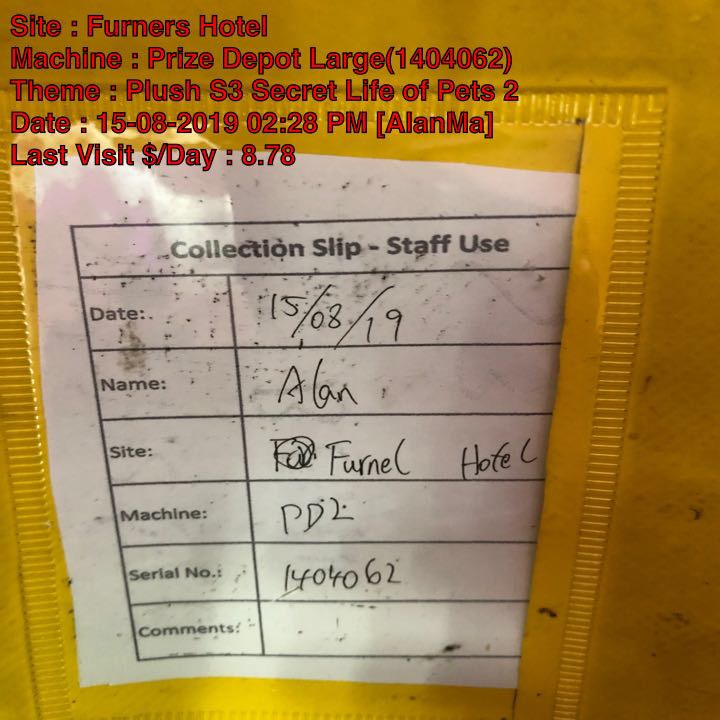 Site : Furners Hotel
Machine : Prize Depot Large(1404062)
Theme : Plush S3 Secret Life of Pets 2
Date : 15-08-2019 02:28 PM [AlanMa]
Last Visit $/Day : 8.78
Collection Slip - Staff Use
Date: 15/08/19
Name: Alan
Site: Furnel Hotel
Machine: PD2
Serial No.: 1404062
Comments: